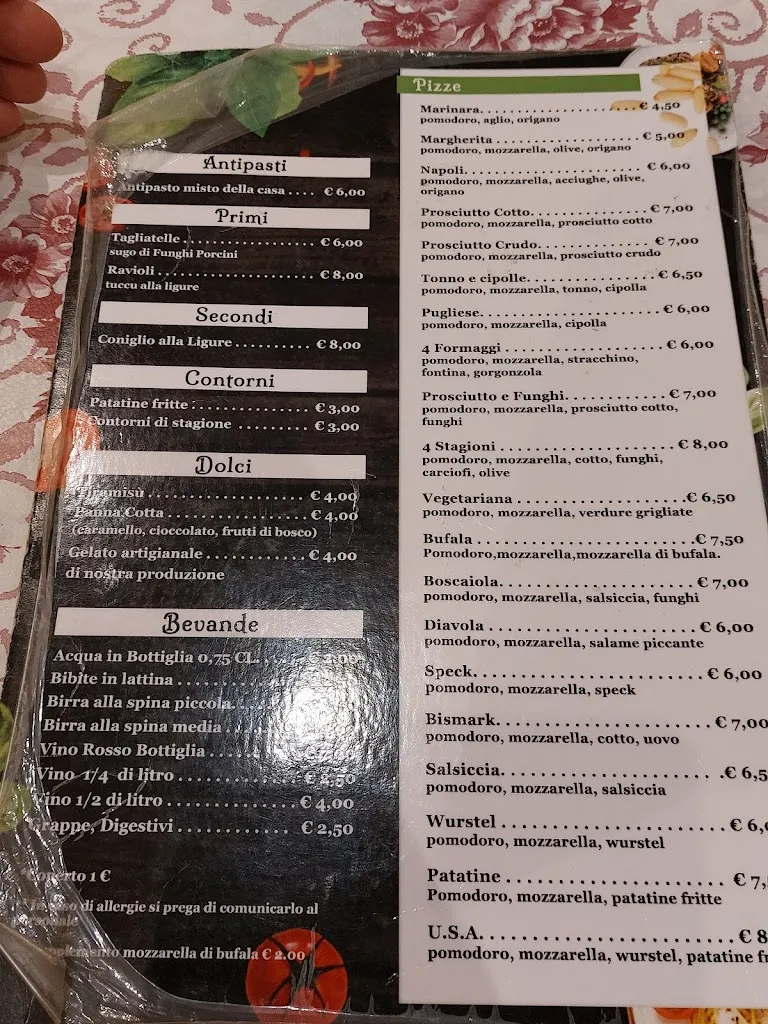 Antipasti
Antipasto misto della casa .... € 6,00
Primi
Tagliatelle .................... € 6,00
sugo di Funghi Porcini
Ravioli ........................ € 8,00
tuccu alla ligure
Secondi
Coniglio alla Ligure .......... € 8,00
Contorni
Patatine fritte ............... € 3,00
Contorni di stagione .......... € 3,00
Dolci
Tiramisù ...................... € 4,00
Panna Cotta ................... € 4,00
(caramello, cioccolato, frutti di bosco)
Gelato artigianale ............ € 4,00
di nostra produzione
Bevande
Acqua in Bottiglia 0,75 CL. .... 2,00
Bibite in lattina .............
Birra alla spina piccola.......
Birra alla spina media ........
Vino Rosso Bottiglia .......... €
Vino 1/4 di litro ............. € 2,50
Vino 1/2 di litro ............. € 4,00
Grappe, Digestivi ............ € 2,50
*Coperto 1 €
di allergie si prega di comunicarlo al
mozzarella di bufala € 2.00
Pizze
Marinara...................... € 4,50
pomodoro, aglio, origano
Margherita .................... € 5,00
pomodoro, mozzarella, olive, origano
Napoli........................ € 6,00
pomodoro, mozzarella, acciughe, olive,
origano
Prosciutto Cotto............... € 7,00
pomodoro, mozzarella, prosciutto cotto
Prosciutto Crudo............... € 7,00
pomodoro, mozzarella, prosciutto crudo
Tonno e cipolle................ € 6,50
pomodoro, mozzarella, tonno, cipolla
Pugliese....................... € 6,00
pomodoro, mozzarella, cipolla
4 Formaggi .................... € 6,00
pomodoro, mozzarella, stracchino,
fontina, gorgonzola
Prosciutto e Funghi............ € 7,00
pomodoro, mozzarella, prosciutto cotto,
funghi
4 Stagioni .................... € 8,00
pomodoro, mozzarella, cotto, funghi,
carciofi, olive
Vegetariana ...................€ 6,50
pomodoro, mozzarella, verdure grigliate
Bufala ........................€ 7,50
Pomodoro,mozzarella,mozzarella di bufala.
Boscaiola...................... € 7,00
pomodoro, mozzarella, salsiccia, funghi
Diavola ....................... € 6,00
pomodoro, mozzarella, salame piccante
Speck.......................... € 6,00
pomodoro, mozzarella, speck
Bismark........................ € 7,00
pomodoro, mozzarella, cotto, uovo
Salsiccia...................... € 6,5
pomodoro, mozzarella, salsiccia
Wurstel ....................... € 6,
pomodoro, mozzarella, wurstel
Patatine ...................... € 7,
Pomodoro, mozzarella, patatine fritte
U.S.A.......................... € 8
pomodoro, mozzarella, wurstel, patatine